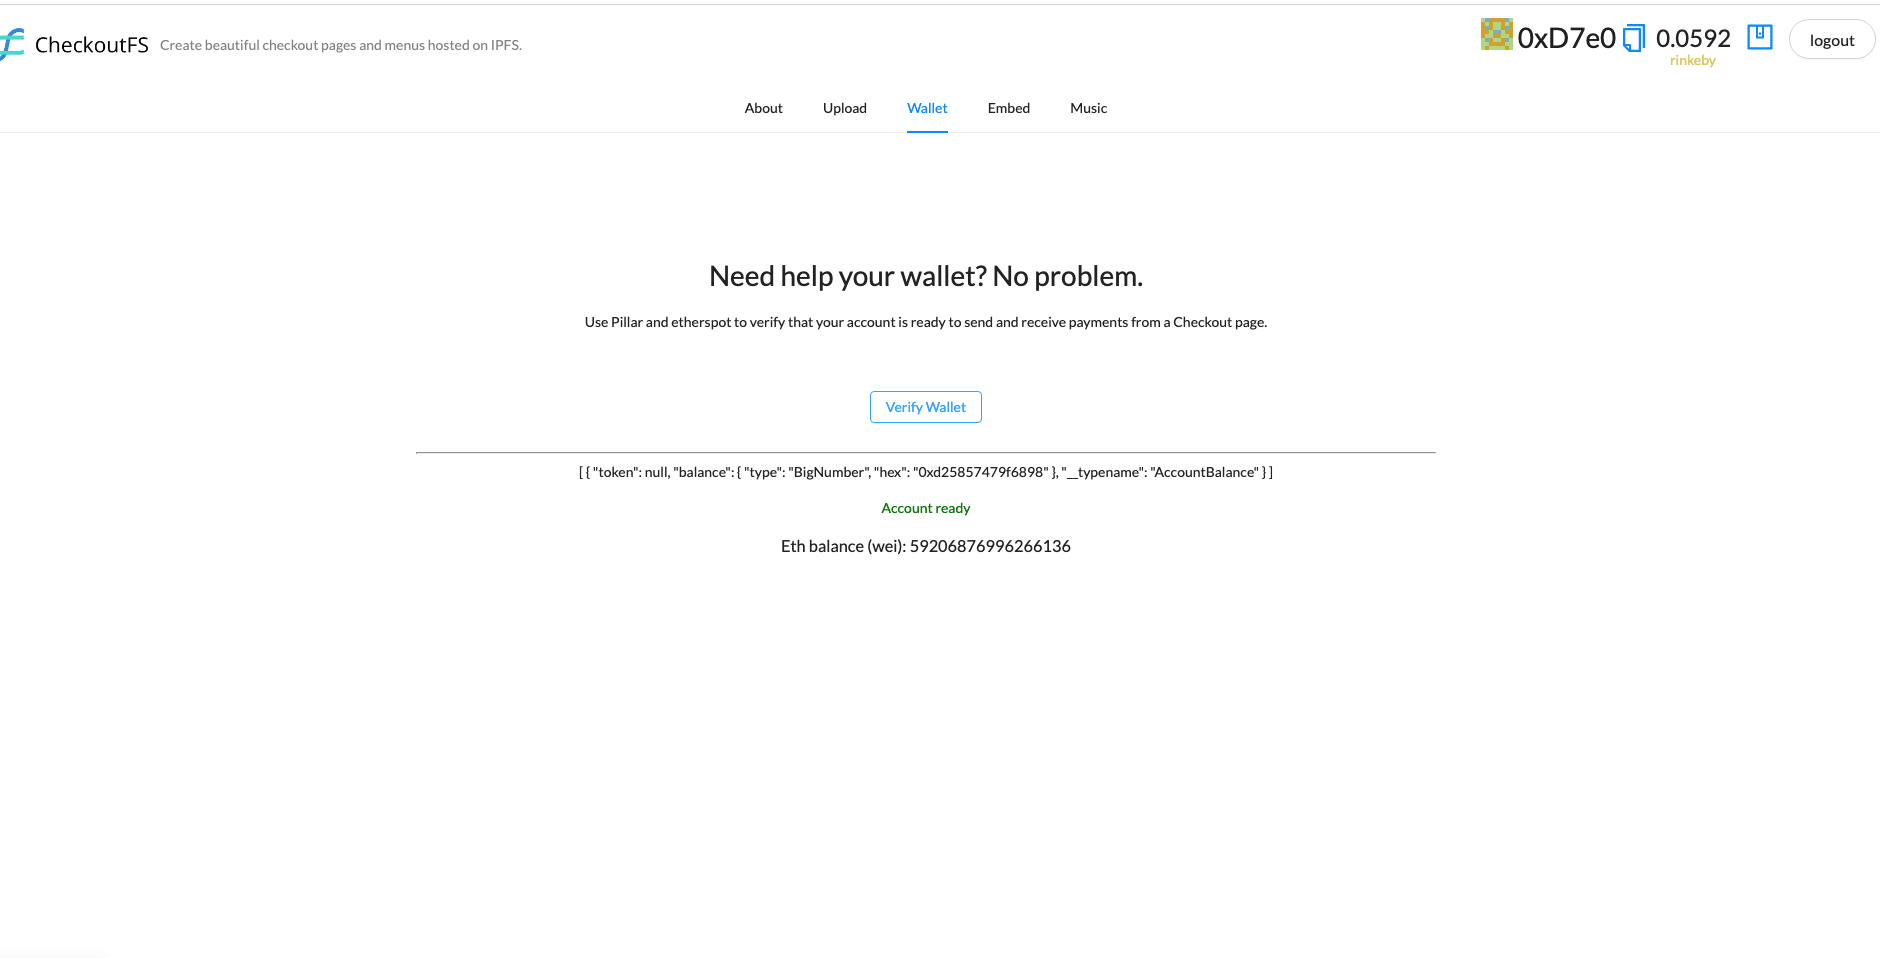 CheckoutFS Create beautiful checkout pages and menus hosted on IPFS.
0xD7e0 0.0592 logout
rinkeby
About Upload Wallet Embed Music
Need help your wallet? No problem.
Use Pillar and etherspot to verify that your account is ready to send and receive payments from a Checkout page.
Verify Wallet
[ { "token": null, "balance": { "type": "BigNumber", "hex": "0xd25857479f6898" }, "__typename": "AccountBalance" } ]
Account ready
Eth balance (wei): 59206876996266136